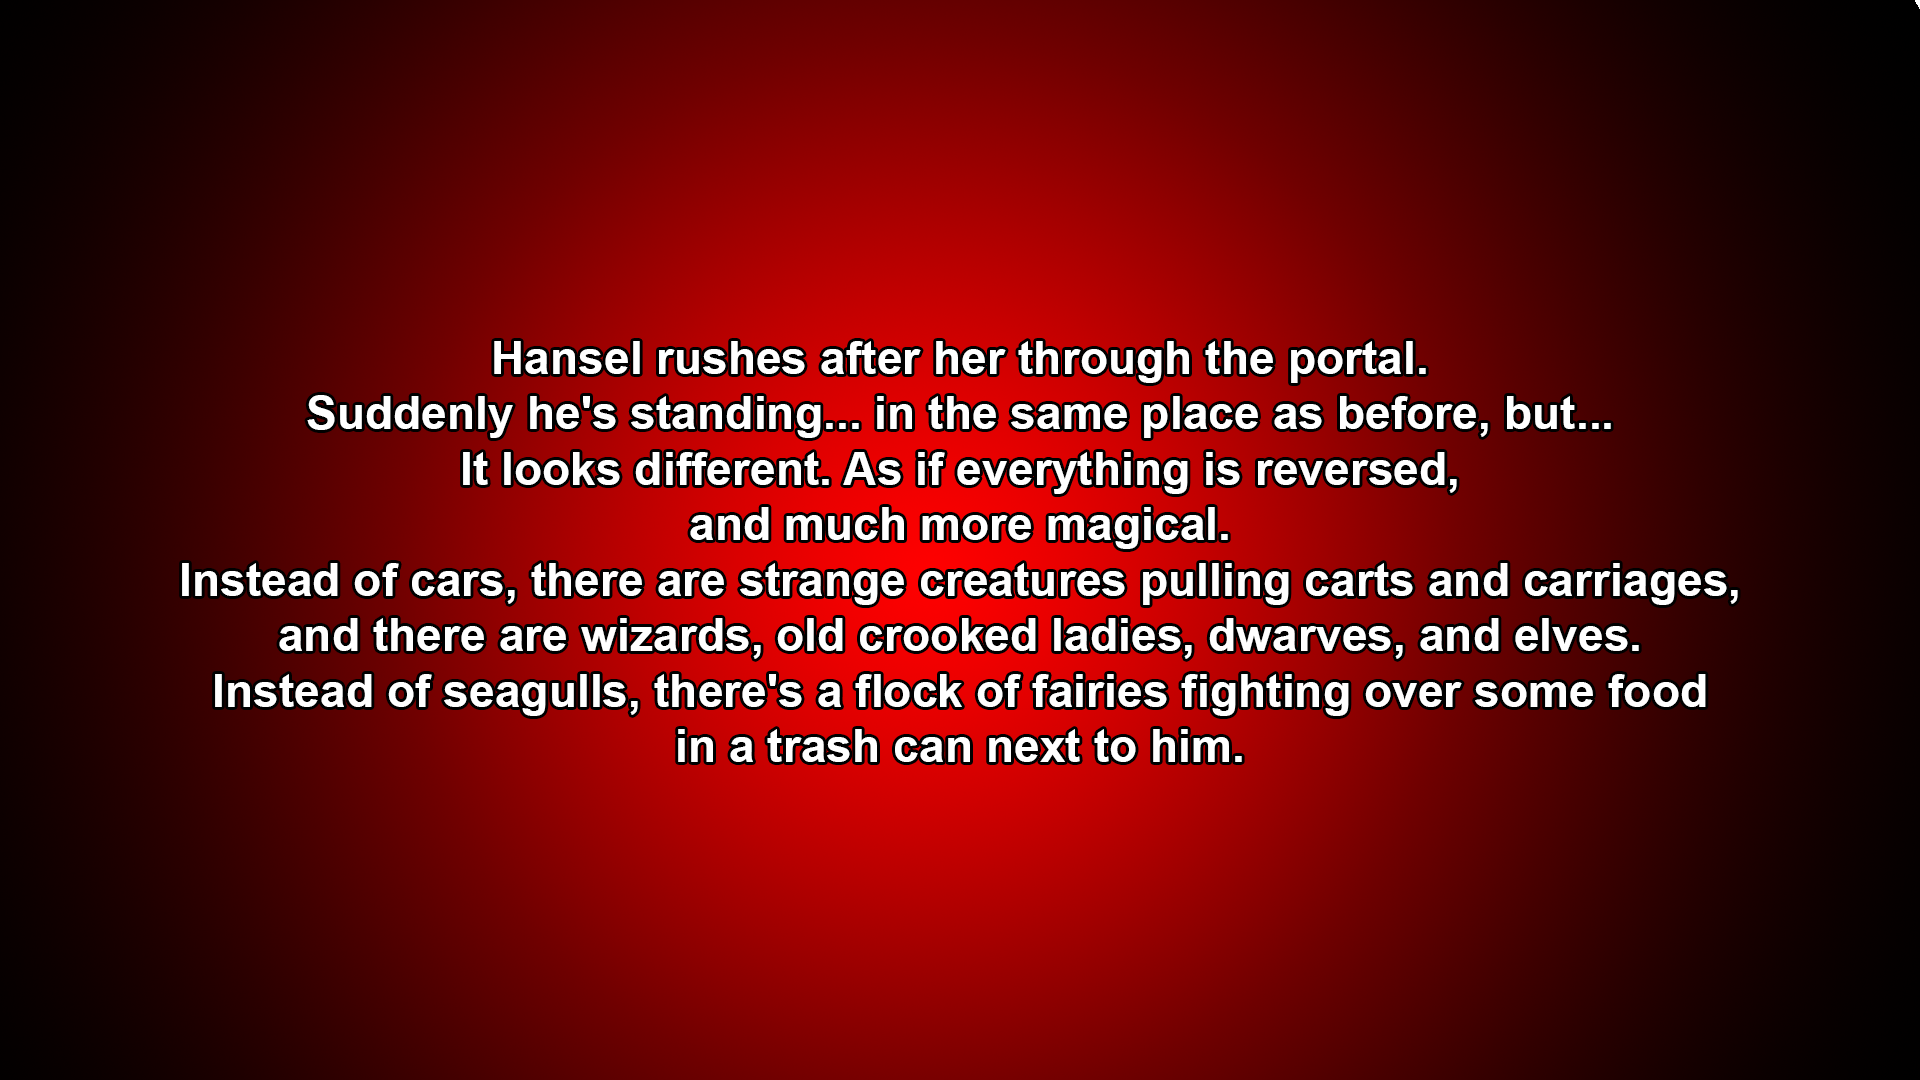 Hansel rushes after her through the portal.
Suddenly he's standing... in the same place as before, but...
It looks different. As if everything is reversed,
and much more magical.
Instead of cars, there are strange creatures pulling carts and carriages,
and there are wizards, old crooked ladies, dwarves, and elves.
Instead of seagulls, there's a flock of fairies fighting over some food
in a trash can next to him.